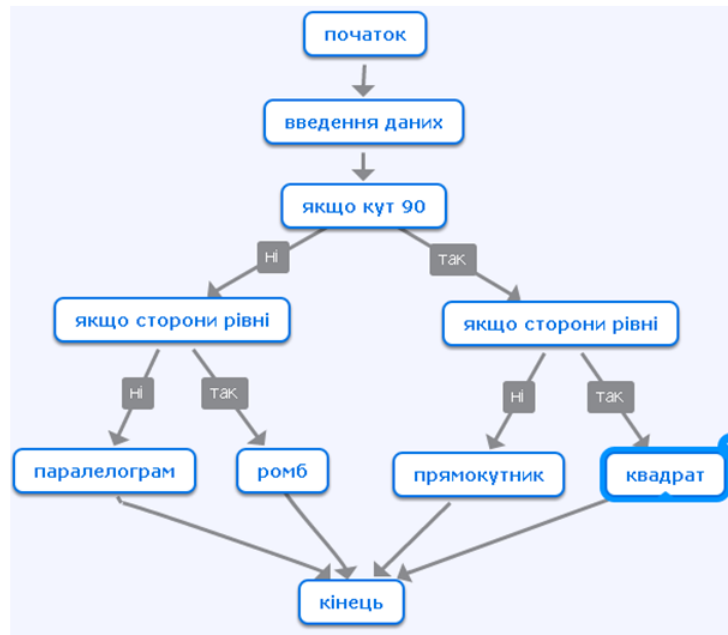 початок
введення даних
якщо кут 90
ні
так
якщо сторони рівні
якщо сторони рівні
ні
так
ні
так
паралелограм
ромб
прямокутник
квадрат
кінець